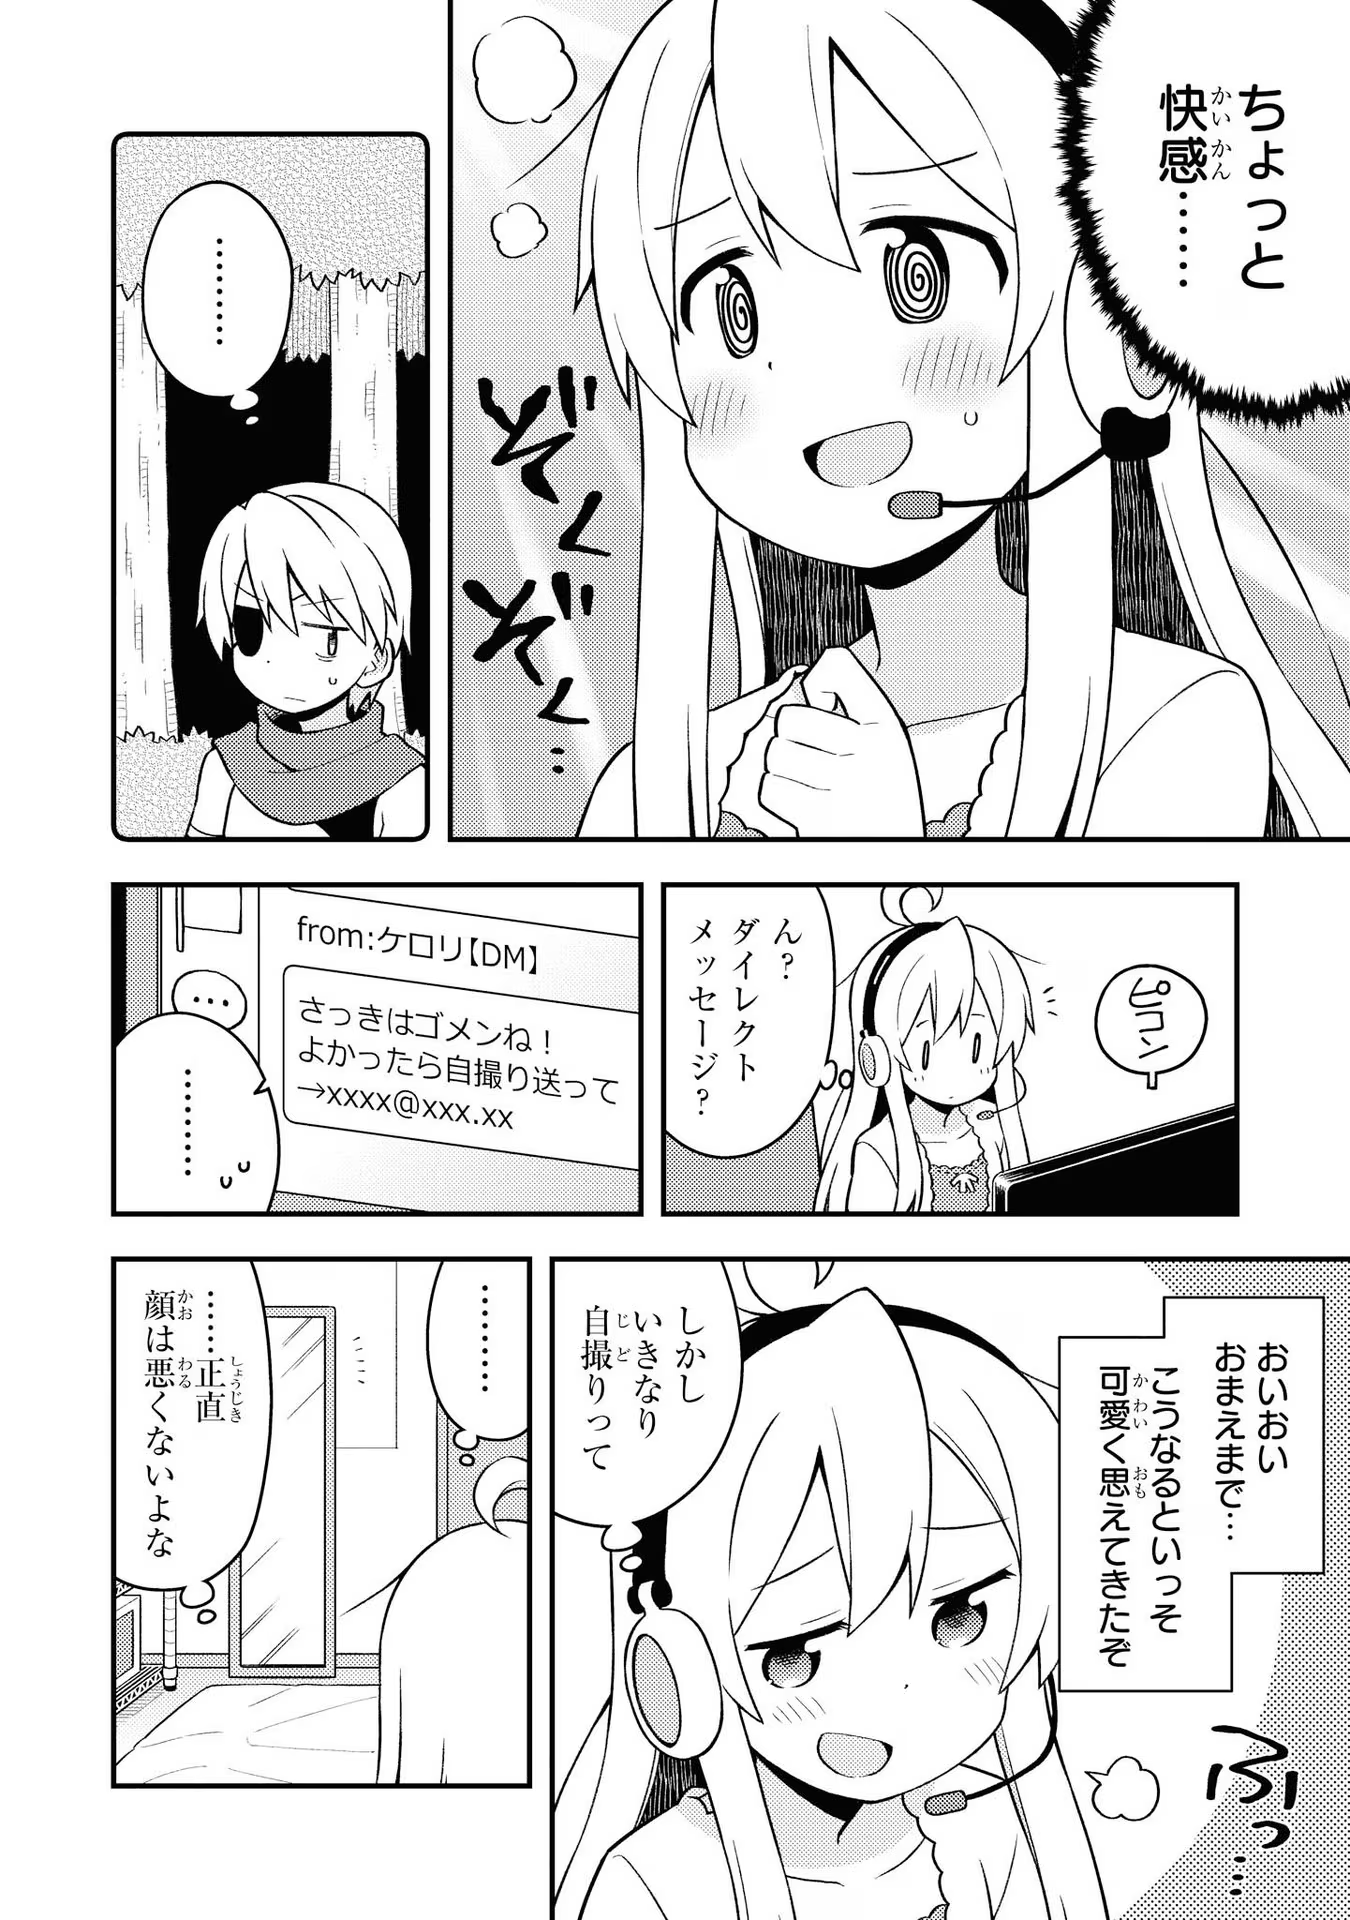 ちょっと
快感……
ぞくぞく…
………
ピコン
ん？
ダイレクト
メッセージ？
from:ケロリ【DM】
さっきはゴメンね！
よかったら自撮り送って
→xxxx@xxx.xx
…
………
おいおい
おまえまで…
こうなるといっそ
可愛く思えてきたぞ
ふっ…
しかし
いきなり
自撮りって
………
……正直
顔は悪くないよな